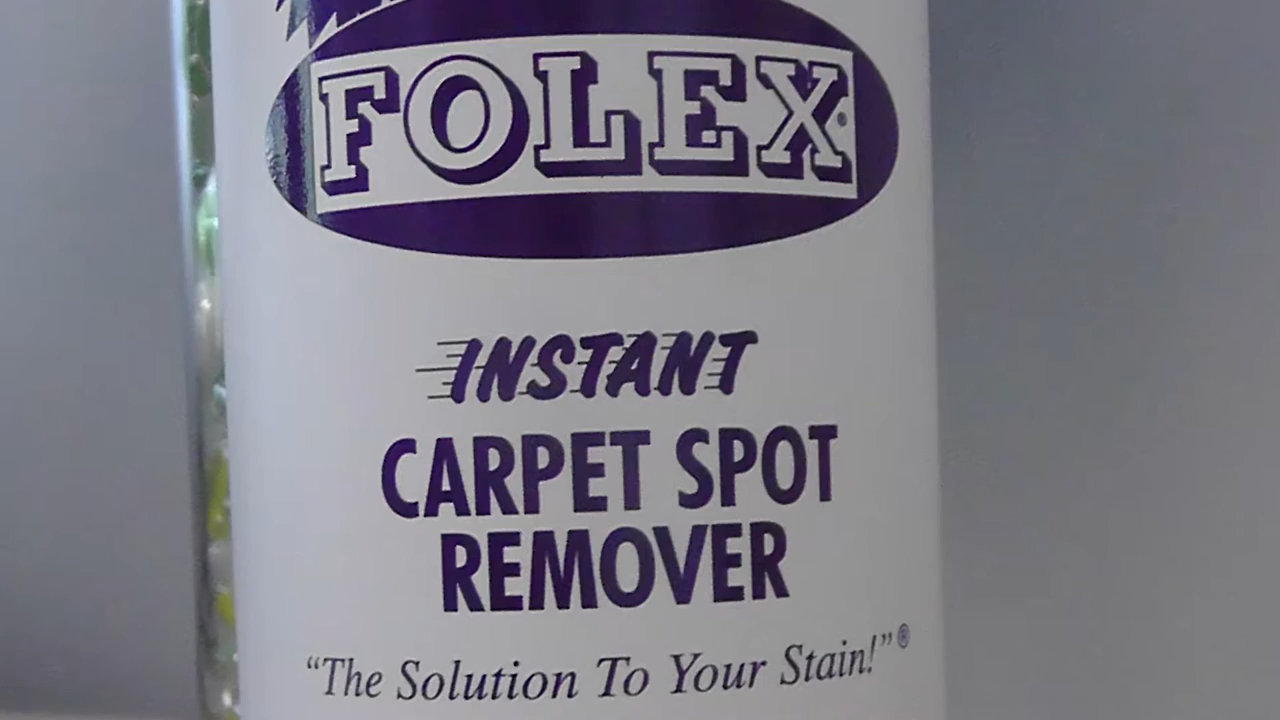 FOLEX®
INSTANT
CARPET SPOT
REMOVER
“The Solution To Your Stain!”®